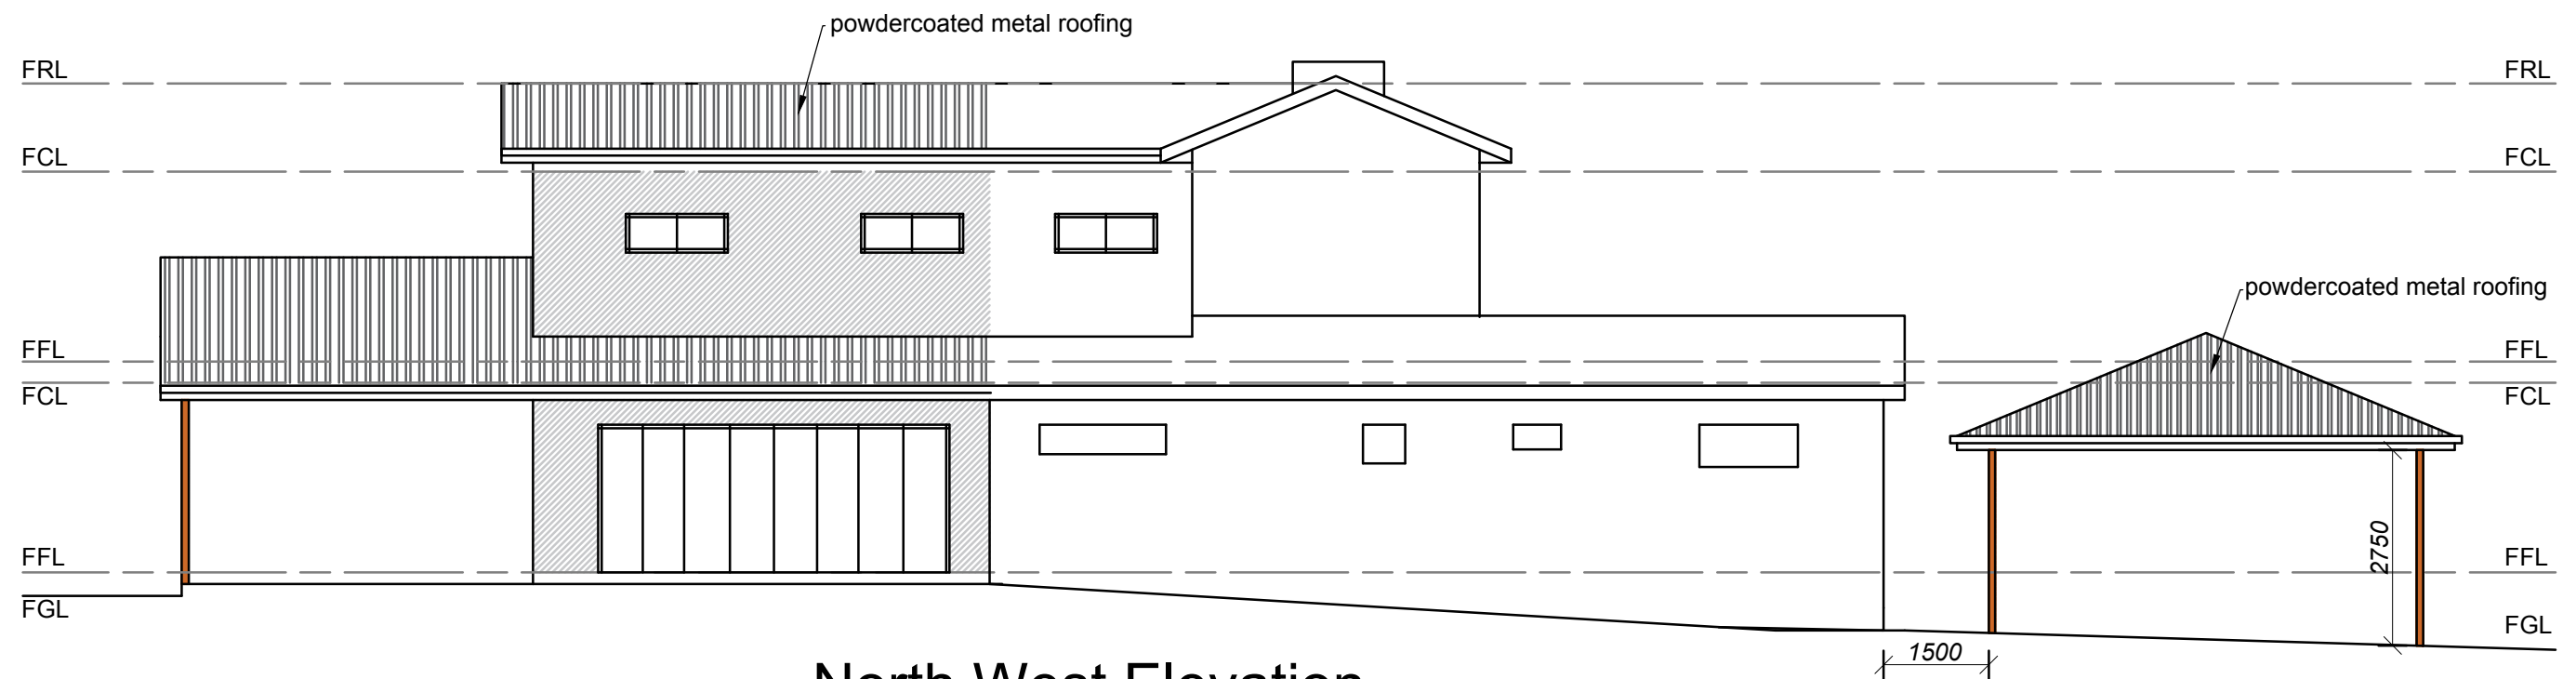 powdercoated metal roofing
FRL
FRL
FCL
FCL
powdercoated metal roofing
FFL
FFL
FCL
FCL
2750
FFL
FFL
FGL
FGL
1500
North West Elevation